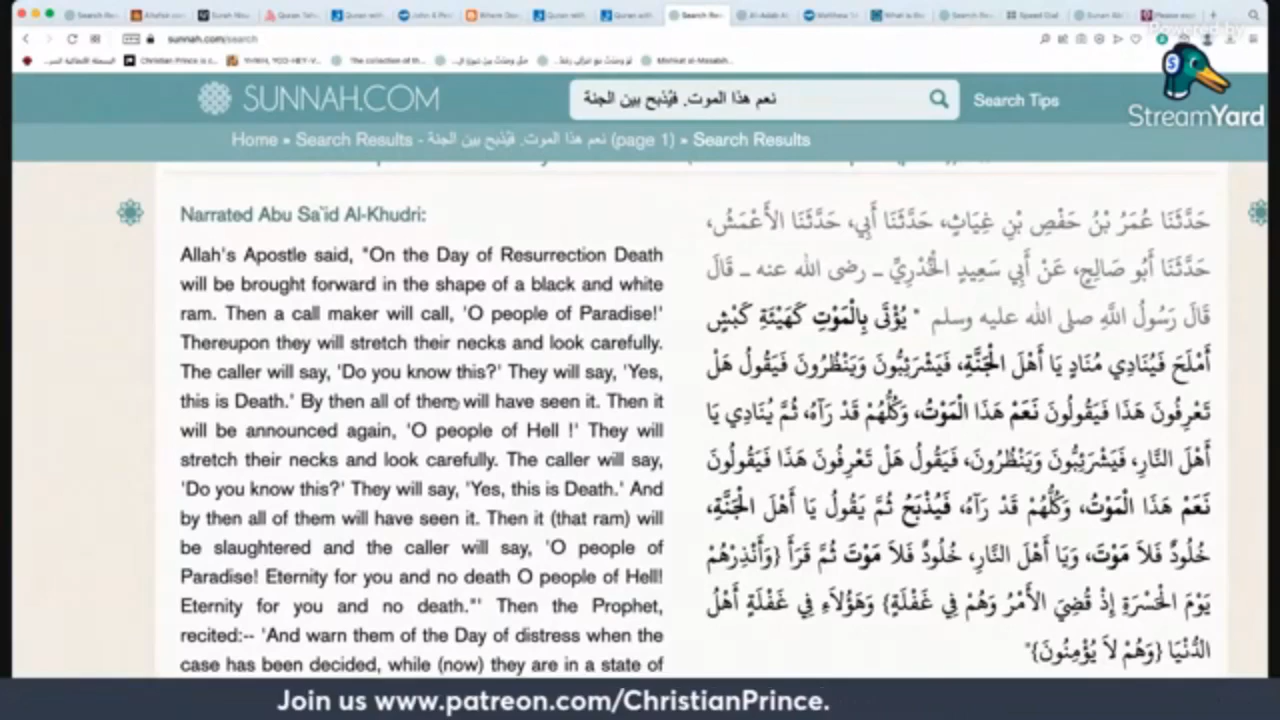 sunnah.com/search
Powered by
StreamYard
SUNNAH.COM
نعم هذا الموت. فيُذبح بين الجنة
Search Tips
Home » Search Results - نعم هذا الموت. فيُذبح بين الجنة (page 1) » Search Results
Narrated Abu Sa`id Al-Khudri:
Allah's Apostle said, "On the Day of Resurrection Death
will be brought forward in the shape of a black and white
ram. Then a call maker will call, 'O people of Paradise!'
Thereupon they will stretch their necks and look carefully.
The caller will say, 'Do you know this?' They will say, 'Yes,
this is Death.' By then all of them will have seen it. Then it
will be announced again, 'O people of Hell !' They will
stretch their necks and look carefully. The caller will say,
'Do you know this?' They will say, 'Yes, this is Death.' And
by then all of them will have seen it. Then it (that ram) will
be slaughtered and the caller will say, 'O people of
Paradise! Eternity for you and no death O people of Hell!
Eternity for you and no death."' Then the Prophet,
recited:-- 'And warn them of the Day of distress when the
case has been decided, while (now) they are in a state of
حَدَّثَنَا عُمَرُ بْنُ حَفْصِ بْنِ غِيَاثٍ، حَدَّثَنَا أَبِي، حَدَّثَنَا الأَعْمَشُ،
حَدَّثَنَا أَبُو صَالِحٍ، عَنْ أَبِي سَعِيدٍ الْخُدْرِيِّ ـ رضى الله عنه ـ قَالَ
قَالَ رَسُولُ اللَّهِ صلى الله عليه وسلم " يُؤْتَى بِالْمَوْتِ كَهَيْئَةِ كَبْشٍ
أَمْلَحَ فَيُنَادِي مُنَادٍ يَا أَهْلَ الْجَنَّةِ، فَيَشْرَئِبُّونَ وَيَنْظُرُونَ فَيَقُولُ هَلْ
تَعْرِفُونَ هَذَا فَيَقُولُونَ نَعَمْ هَذَا الْمَوْتُ، وَكُلُّهُمْ قَدْ رَآهُ، ثُمَّ يُنَادِي يَا
أَهْلَ النَّارِ، فَيَشْرَئِبُّونَ وَيَنْظُرُونَ، فَيَقُولُ هَلْ تَعْرِفُونَ هَذَا فَيَقُولُونَ
نَعَمْ هَذَا الْمَوْتُ، وَكُلُّهُمْ قَدْ رَآهُ، فَيُذْبَحُ ثُمَّ يَقُولُ يَا أَهْلَ الْجَنَّةِ،
خُلُودٌ فَلاَ مَوْتَ، وَيَا أَهْلَ النَّارِ، خُلُودٌ فَلاَ مَوْتَ ثُمَّ قَرَأَ {وَأَنْذِرْهُمْ
يَوْمَ الْحَسْرَةِ إِذْ قُضِيَ الأَمْرُ وَهُمْ فِي غَفْلَةٍ} وَهَؤُلاَءِ فِي غَفْلَةٍ أَهْلُ
الدُّنْيَا {وَهُمْ لاَ يُؤْمِنُونَ}"
Join us www.patreon.com/ChristianPrince.